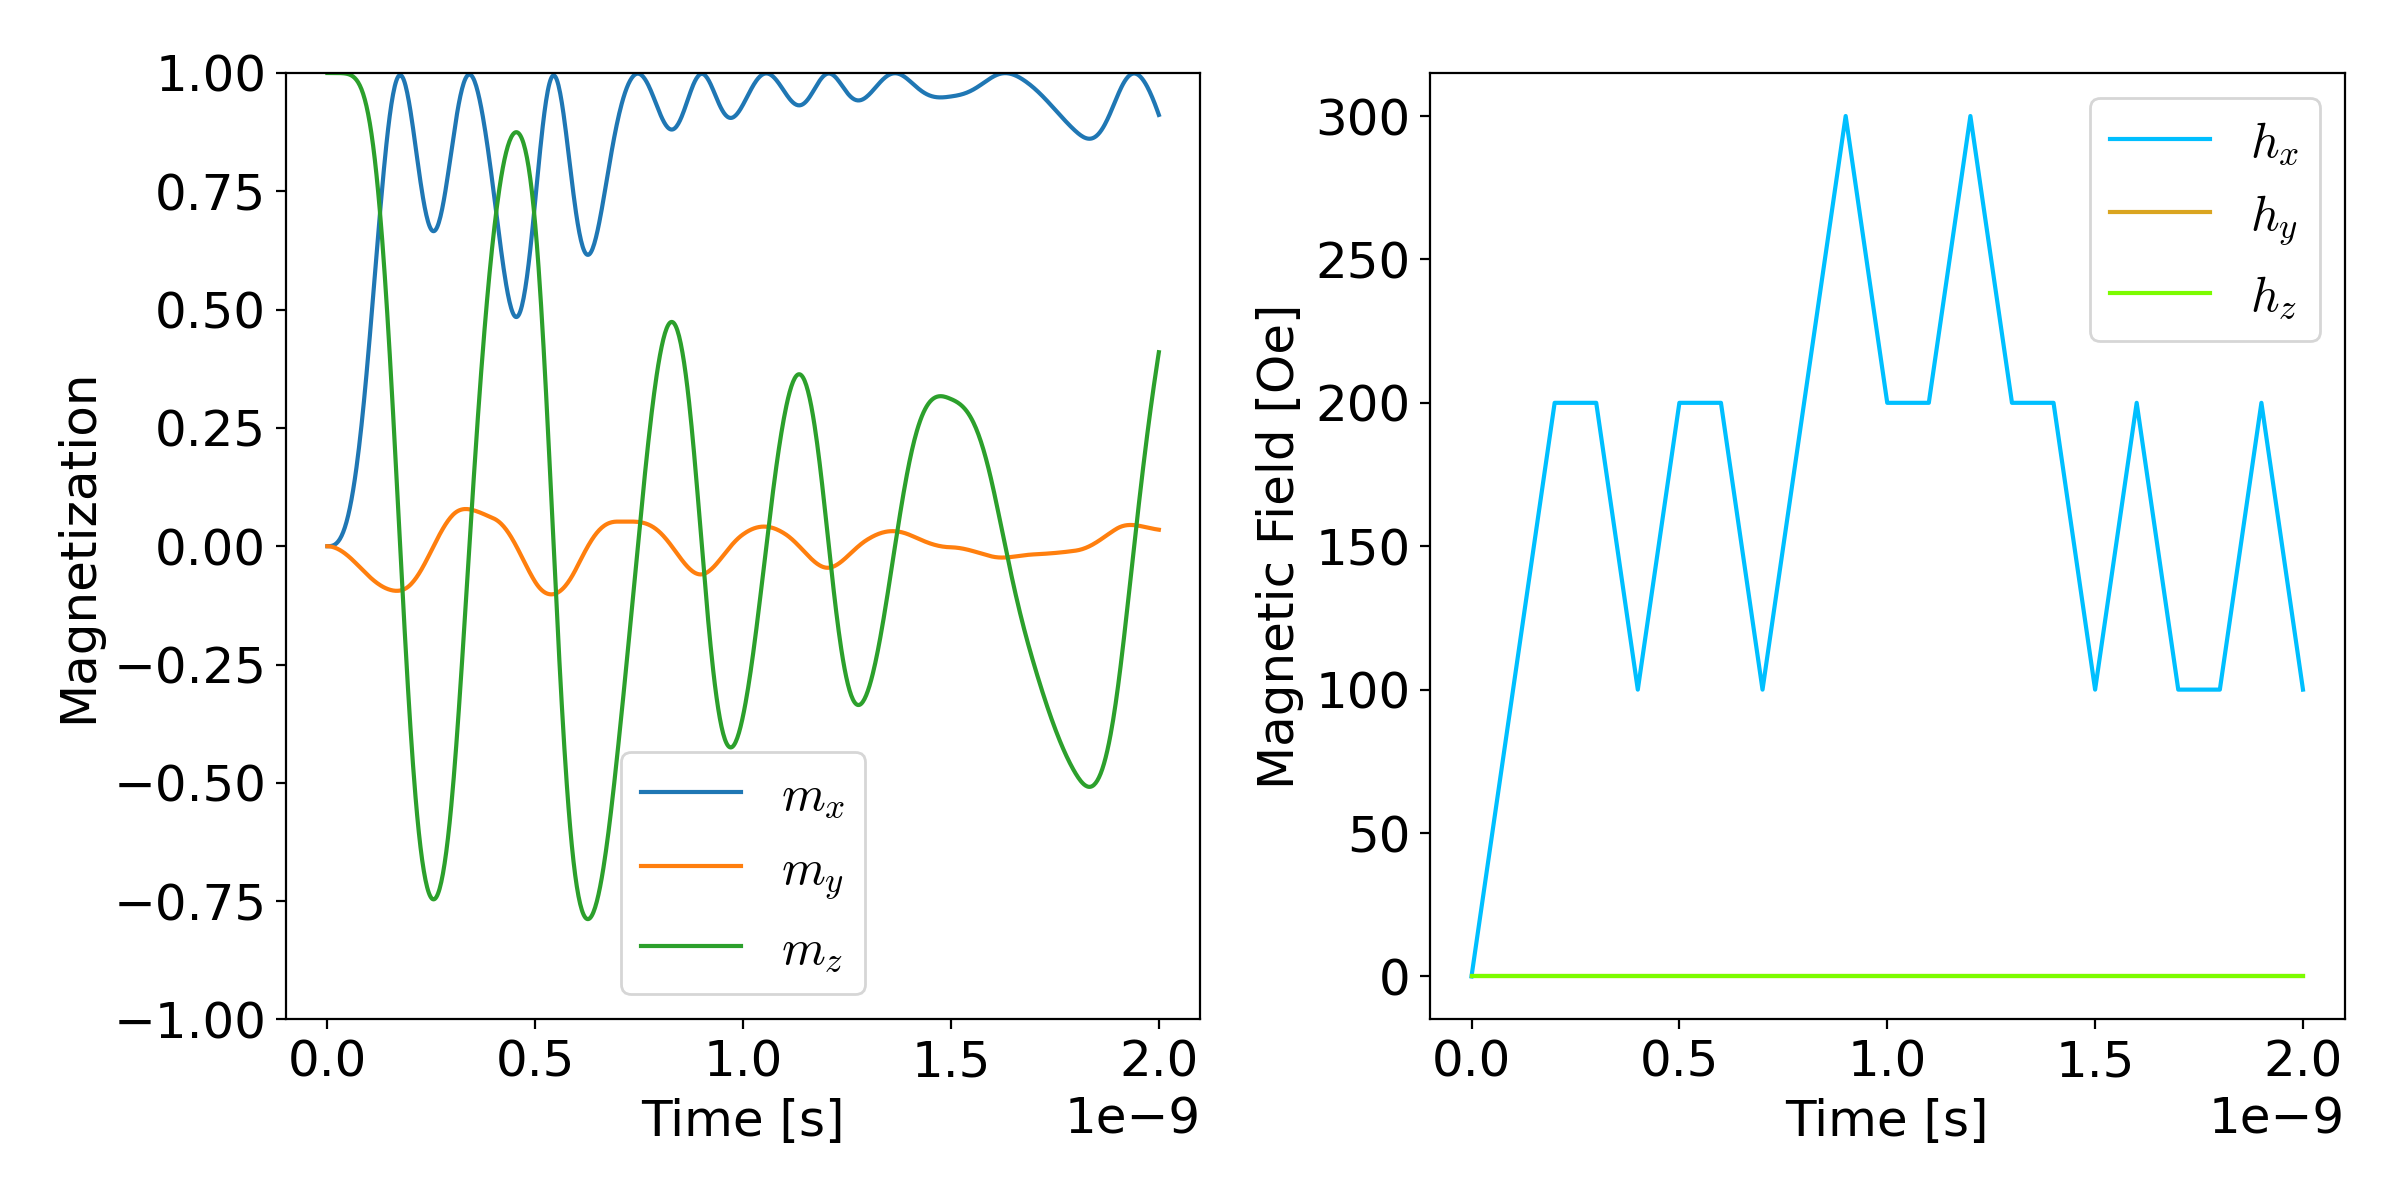 1.00
0.75
0.50
0.25
0.00
−0.25
−0.50
−0.75
−1.00
Magnetization
0.0 0.5 1.0 1.5 2.0
Time [s]
1e−9
m_x
m_y
m_z
300
250
200
150
100
50
0
Magnetic Field [Oe]
0.0 0.5 1.0 1.5 2.0
Time [s]
1e−9
h_x
h_y
h_z